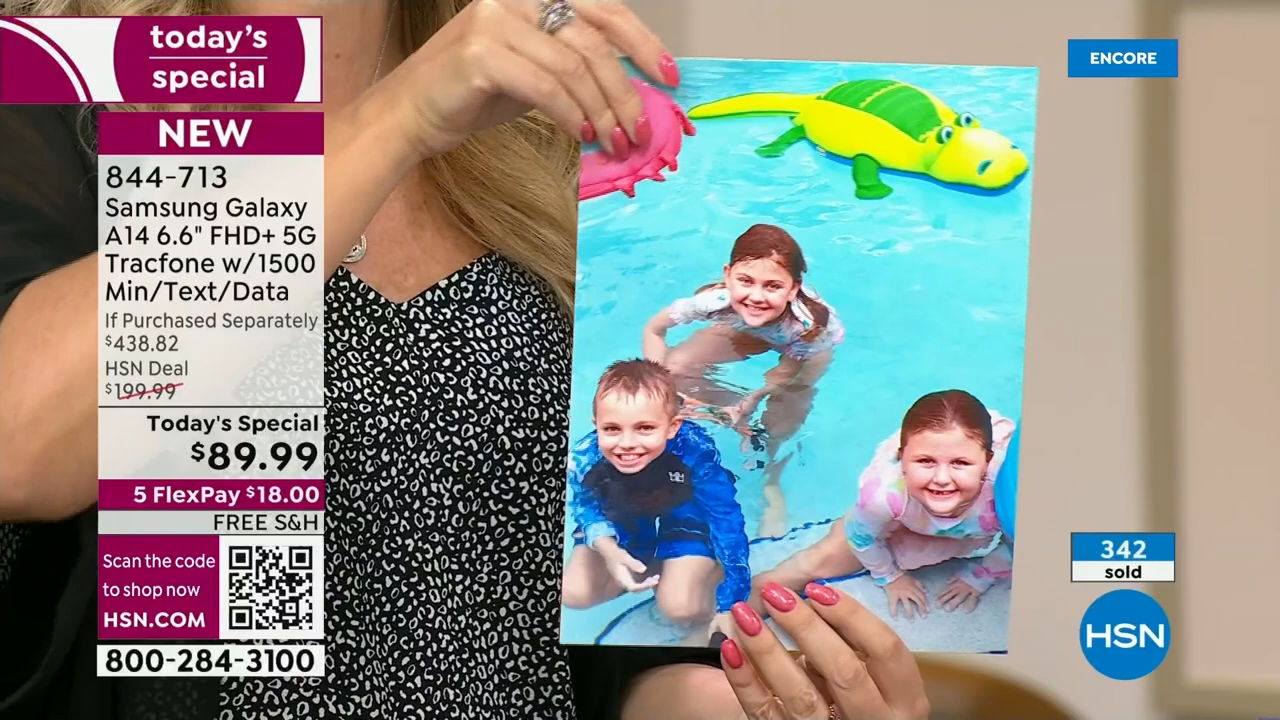 today's
special
NEW
844-713
Samsung Galaxy
A14 6.6" FHD+ 5G
Tracfone w/1500
Min/Text/Data
If Purchased Separately
$438.82
HSN Deal
$199.99
Today's Special
$89.99
5 FlexPay $18.00
FREE S&H
Scan the code
to shop now
HSN.COM
800-284-3100
ENCORE
342
sold
HSN